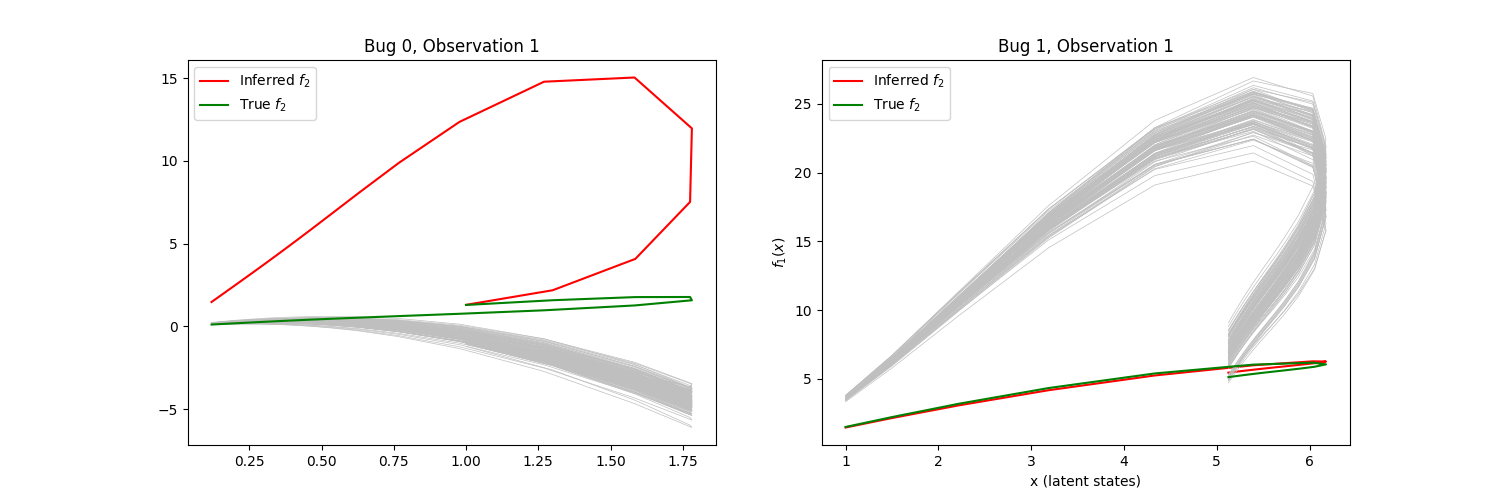 Bug 0, Observation 1
Inferred f₂
True f₂
15
10
5
0
−5
0.25 0.50 0.75 1.00 1.25 1.50 1.75
Bug 1, Observation 1
Inferred f₂
True f₂
25
20
15
10
5
f₁(x)
1 2 3 4 5 6
x (latent states)